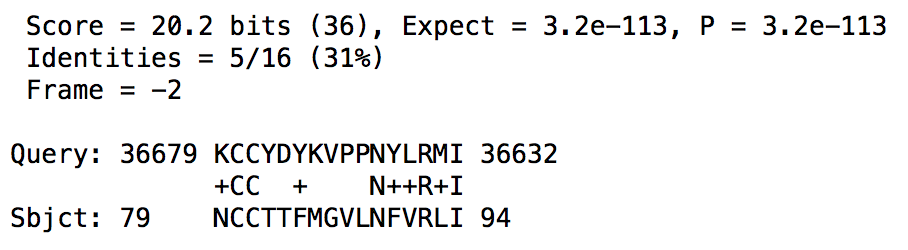 Score = 20.2 bits (36), Expect = 3.2e-113, P = 3.2e-113
Identities = 5/16 (31%)
Frame = -2
Query: 36679 KCCYDYKVPPNYLRMI 36632
+CC  +   N++R+I
Sbjct: 79    NCCTTFMGVLNFVRLI 94